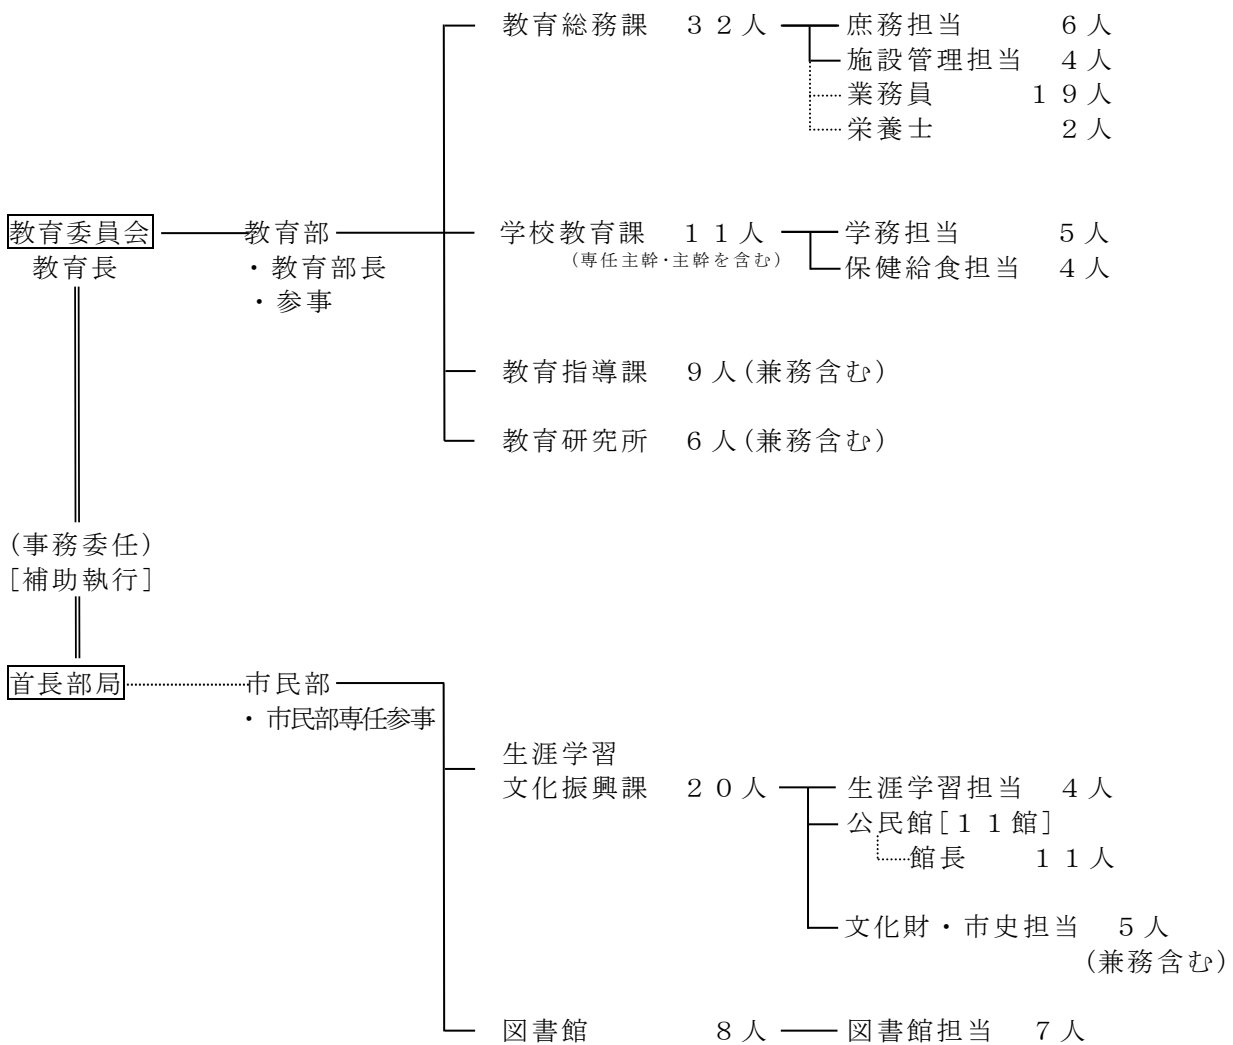 教育総務課 ３２人 庶務担当 ６人
施設管理担当 ４人
業務員 １９人
栄養士 ２人
教育委員会 教育部 学校教育課 １１人 学務担当 ５人
(専任主幹・主幹を含む)
教育長 ・教育部長 保健給食担当 ４人
・参事
教育指導課 ９人(兼務含む)
教育研究所 ６人(兼務含む)
(事務委任)
[補助執行]
首長部局 市民部
・市民部専任参事
生涯学習
文化振興課 ２０人 生涯学習担当 ４人
公民館[１１館]
館長 １１人
文化財・市史担当 ５人
(兼務含む)
図書館 ８人 図書館担当 ７人